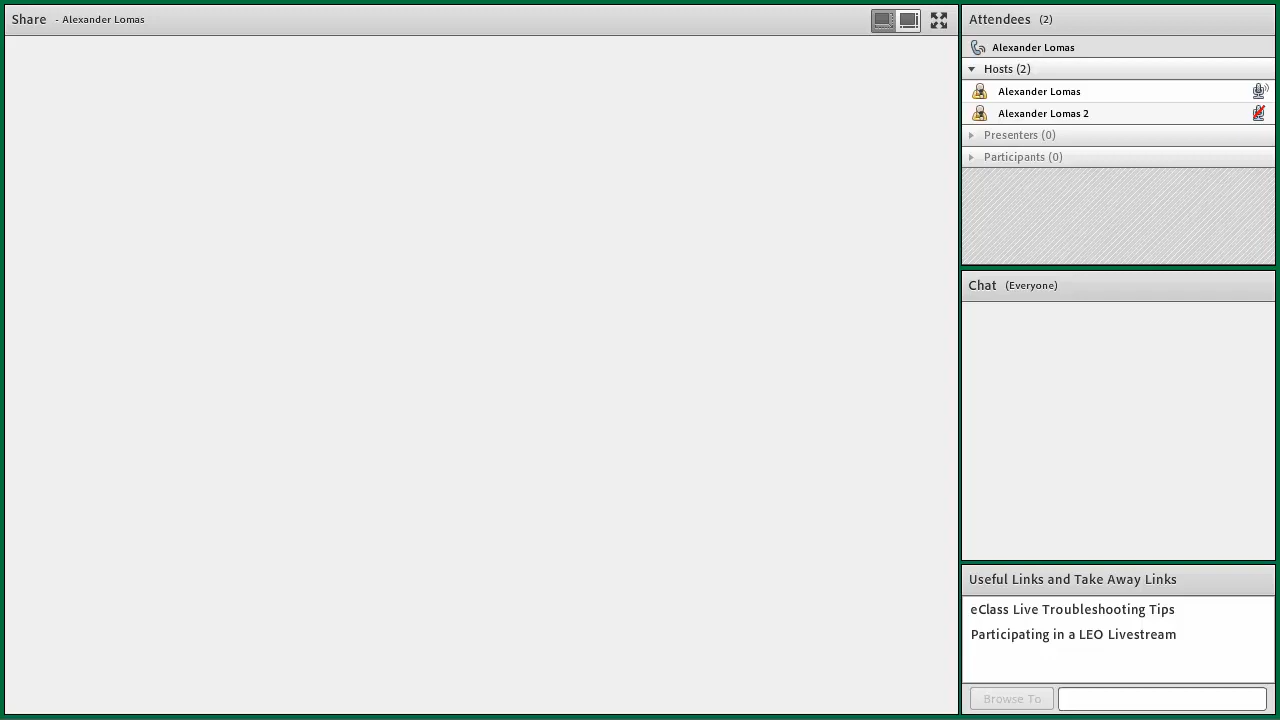 Share - Alexander Lomas
Attendees (2)
Alexander Lomas
Hosts (2)
Alexander Lomas
Alexander Lomas 2
Presenters (0)
Participants (0)
Chat (Everyone)
Useful Links and Take Away Links
eClass Live Troubleshooting Tips
Participating in a LEO Livestream
Browse To